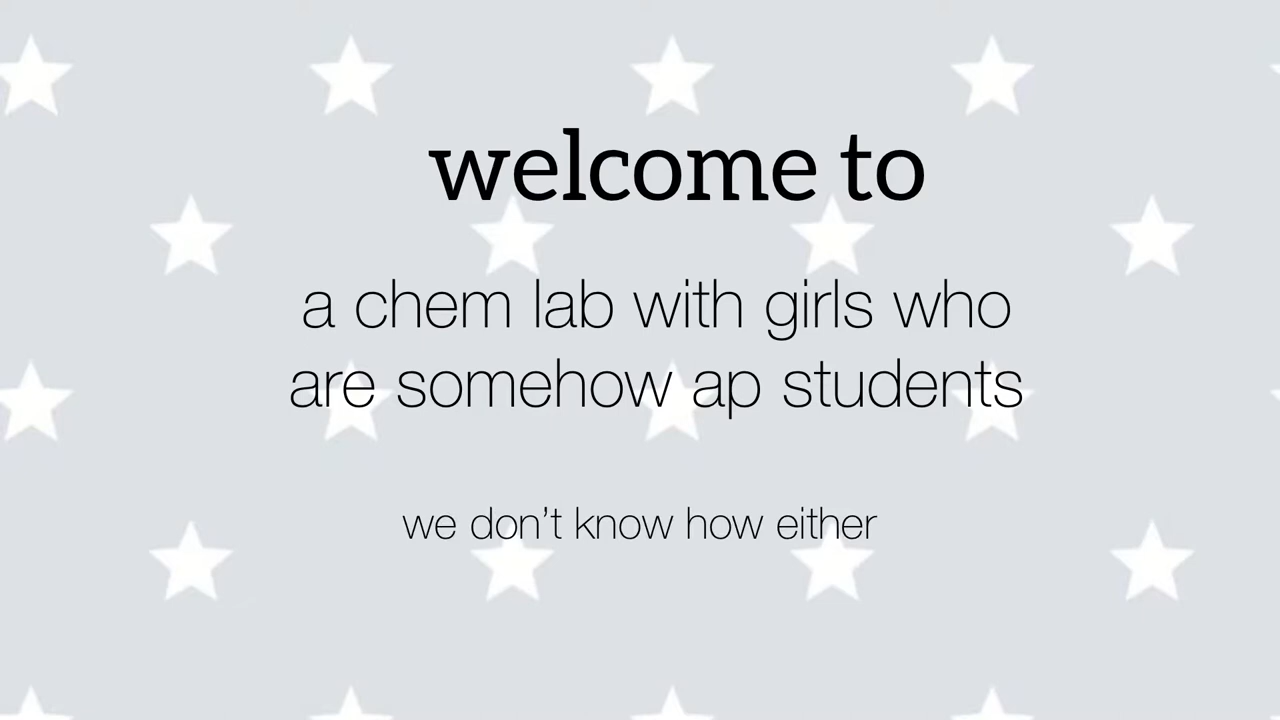 welcome to
a chem lab with girls who
are somehow ap students
we don’t know how either